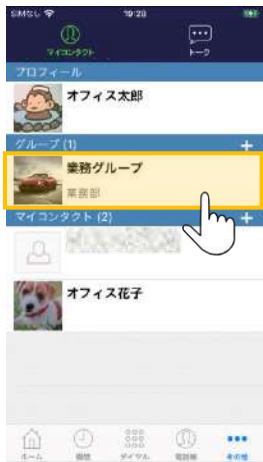 SIMなし 19:28
マイコンタクト トーク
プロフィール
オフィス太郎
グループ (1) +
業務グループ
業務部
マイコンタクト (2) +
オフィス花子
ホーム 履歴 ダイヤル 電話帳 その他